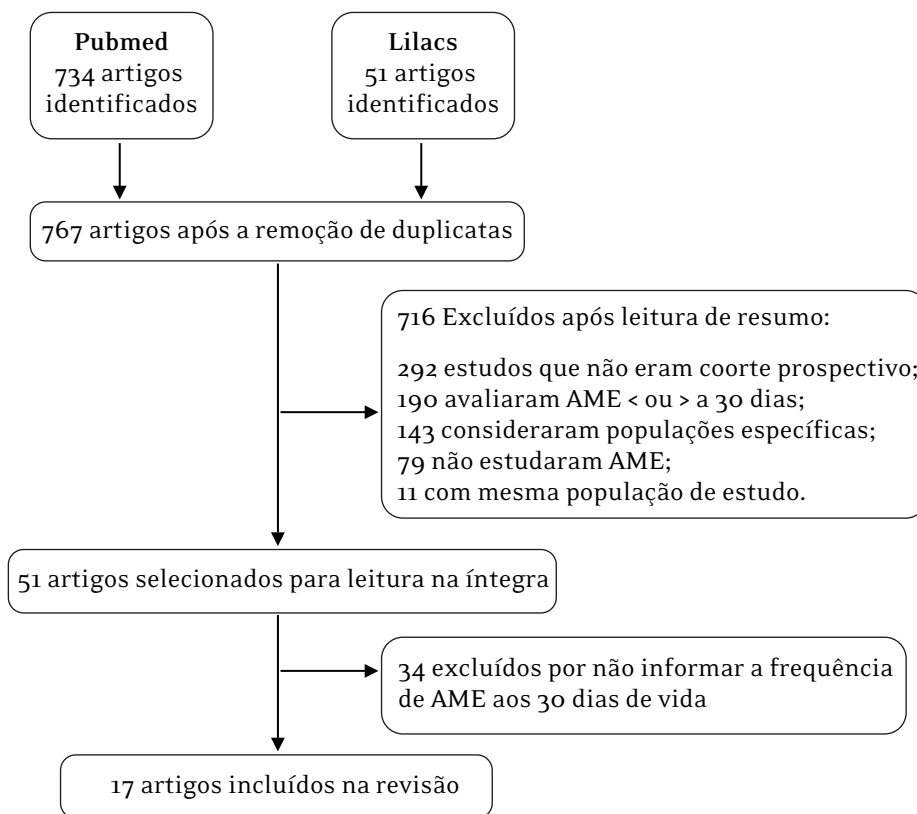 Pubmed
734 artigos
identificados
Lilacs
51 artigos
identificados
767 artigos após a remoção de duplicatas
716 Excluídos após leitura de resumo:
292 estudos que não eram coorte prospectivo;
190 avaliaram AME < ou > a 30 dias;
143 consideraram populações específicas;
79 não estudaram AME;
11 com mesma população de estudo.
51 artigos selecionados para leitura na íntegra
34 excluídos por não informar a frequência
de AME aos 30 dias de vida
17 artigos incluídos na revisão